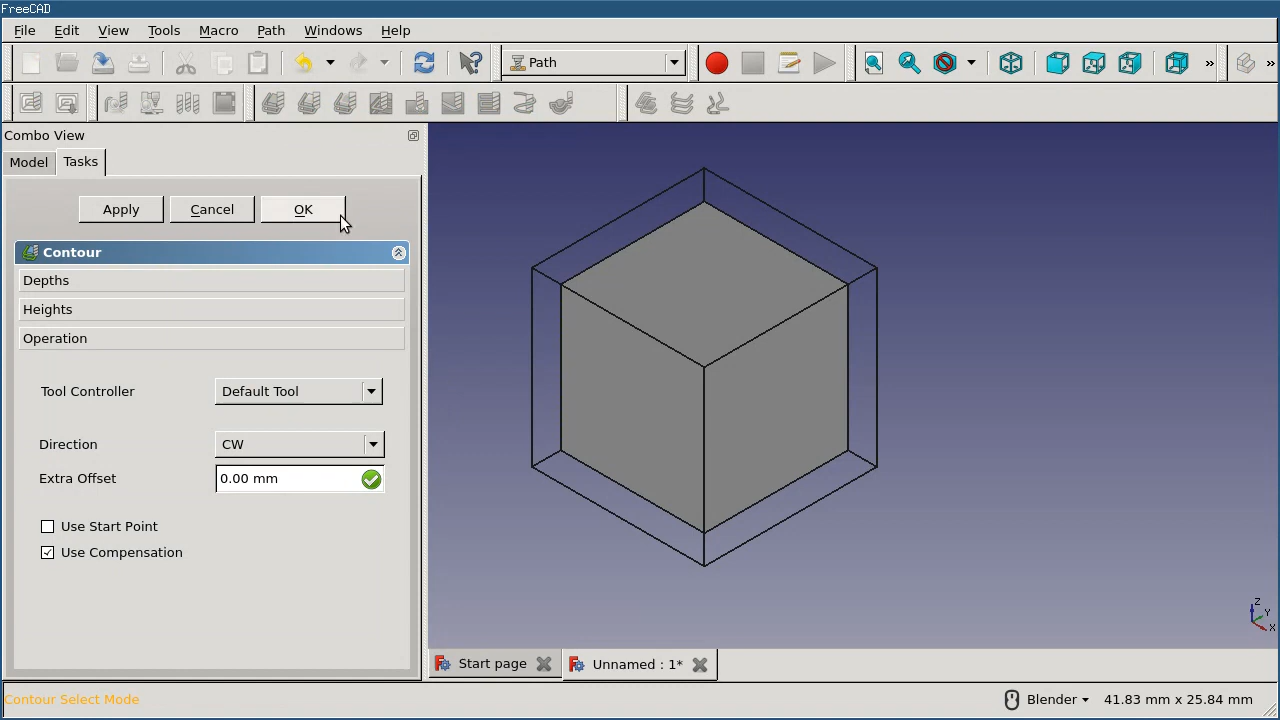 FreeCAD
File Edit View Tools Macro Path Windows Help
Path
Combo View
Model Tasks
Apply Cancel OK
Contour
Depths
Heights
Operation
Tool Controller Default Tool
Direction CW
Extra Offset 0.00 mm
Use Start Point
Use Compensation
Z
Y
X
Start page Unnamed : 1*
Contour Select Mode Blender 41.83 mm x 25.84 mm